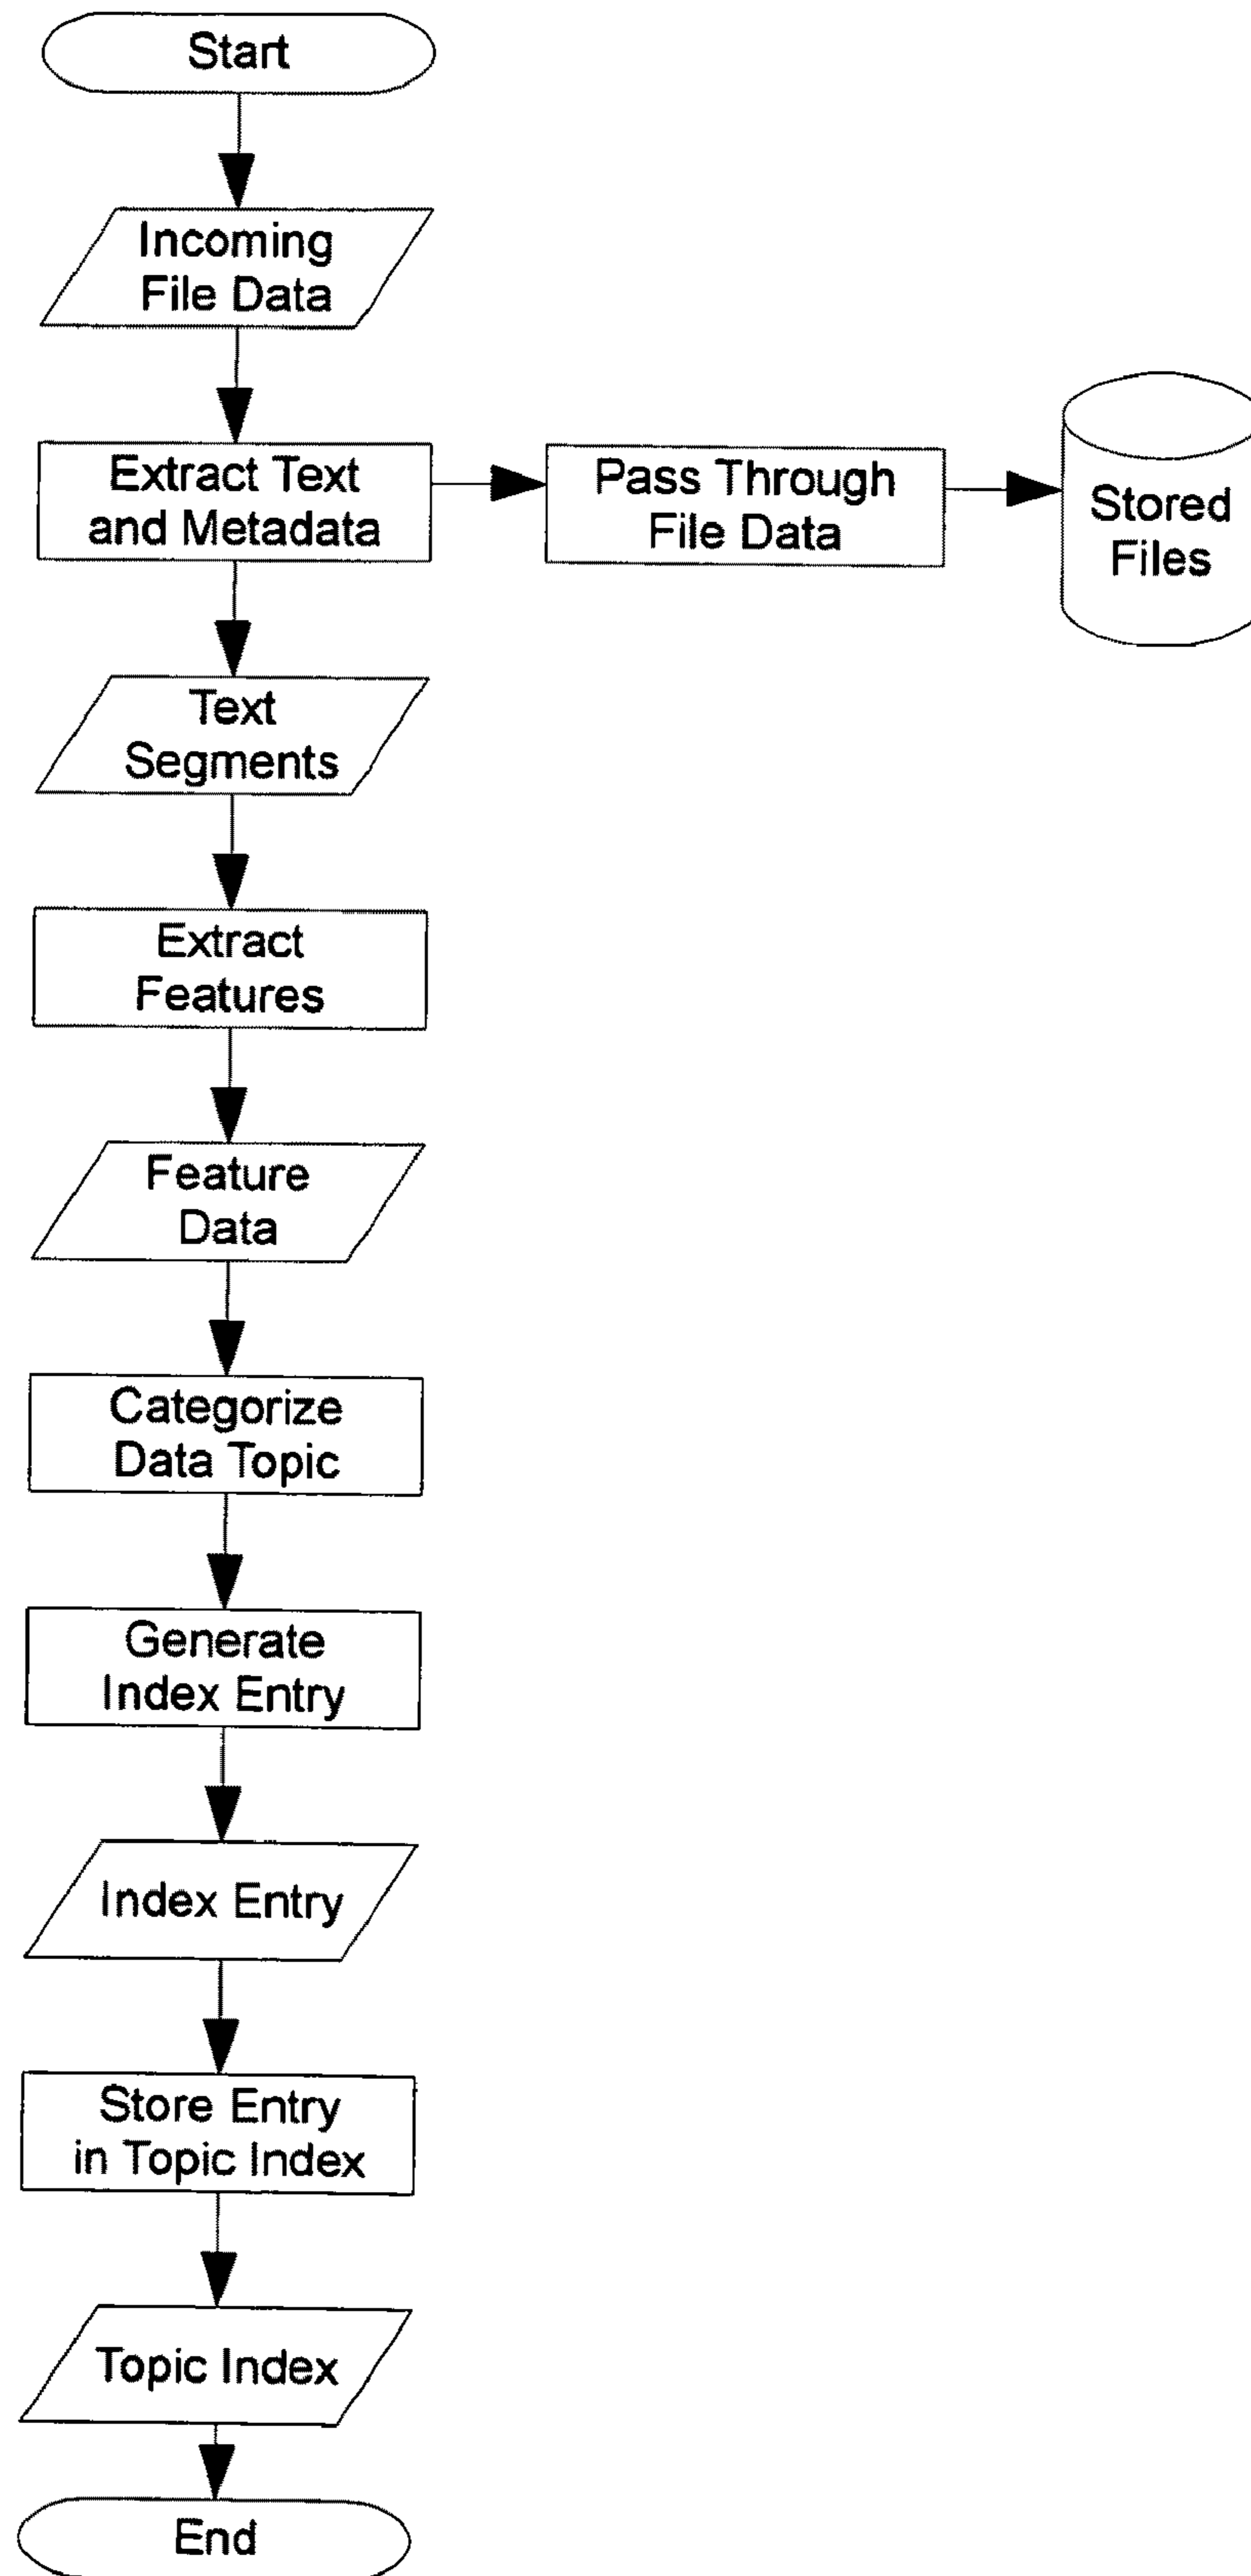 Start
Incoming
File Data
Extract Text
and Metadata
Pass Through
File Data
Stored
Files
Text
Segments
Extract
Features
Feature
Data
Categorize
Data Topic
Generate
Index Entry
Index Entry
Store Entry
in Topic Index
Topic Index
End